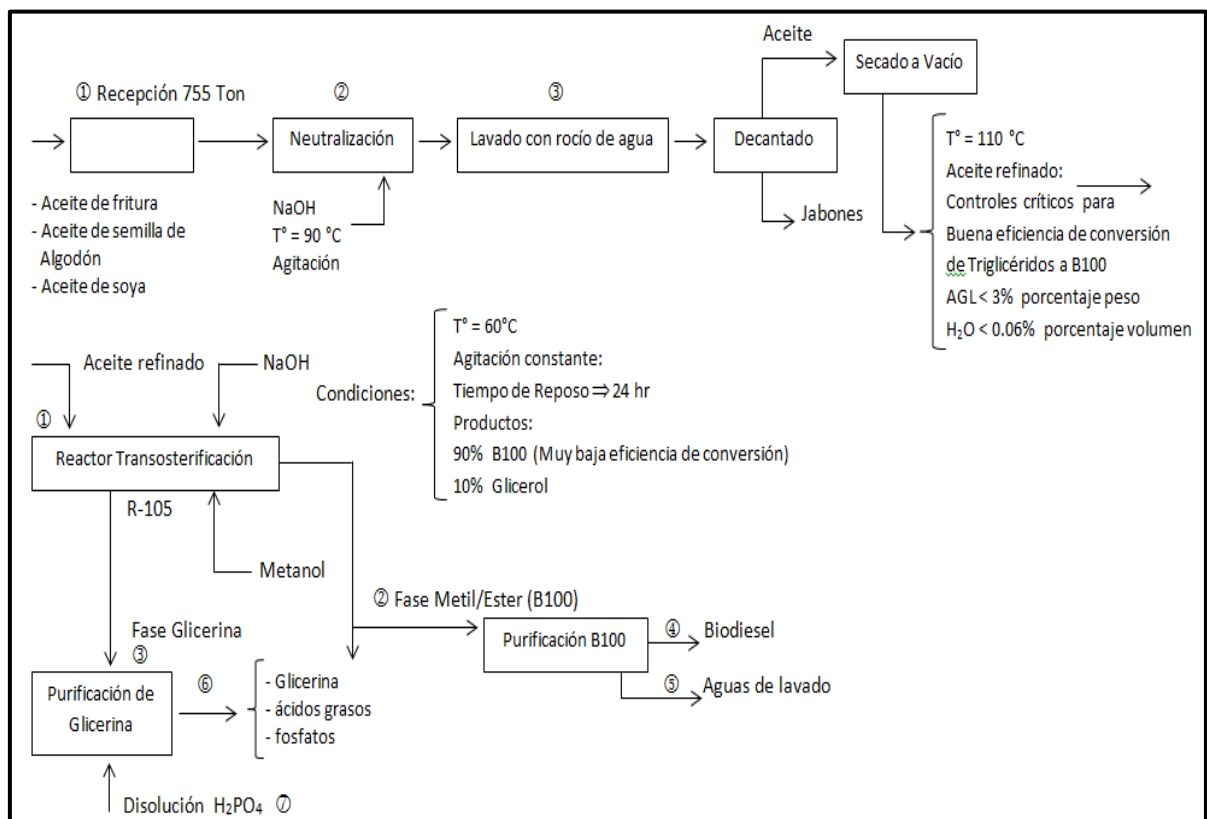 ① Recepción 755 Ton
②
③
Neutralización
Lavado con rocío de agua
Decantado
Aceite
Secado a Vacío
Jabones
- Aceite de fritura
- Aceite de semilla de
Algodón
- Aceite de soya
NaOH
T° = 90 °C
Agitación
T° = 110 °C
Aceite refinado:
Controles críticos para
Buena eficiencia de conversión
de Triglicéridos a B100
AGL < 3% porcentaje peso
H₂O < 0.06% porcentaje volumen
Aceite refinado
NaOH
①
Reactor Transosterificación
R-105
Metanol
Condiciones:
T° = 60°C
Agitación constante:
Tiempo de Reposo ⇒ 24 hr
Productos:
90% B100 (Muy baja eficiencia de conversión)
10% Glicerol
② Fase Metil/Ester (B100)
Purificación B100
④ Biodiesel
⑤ Aguas de lavado
Fase Glicerina
③
Purificación de
Glicerina
⑥
- Glicerina
- ácidos grasos
- fosfatos
Disolución H₂PO₄ ⑦